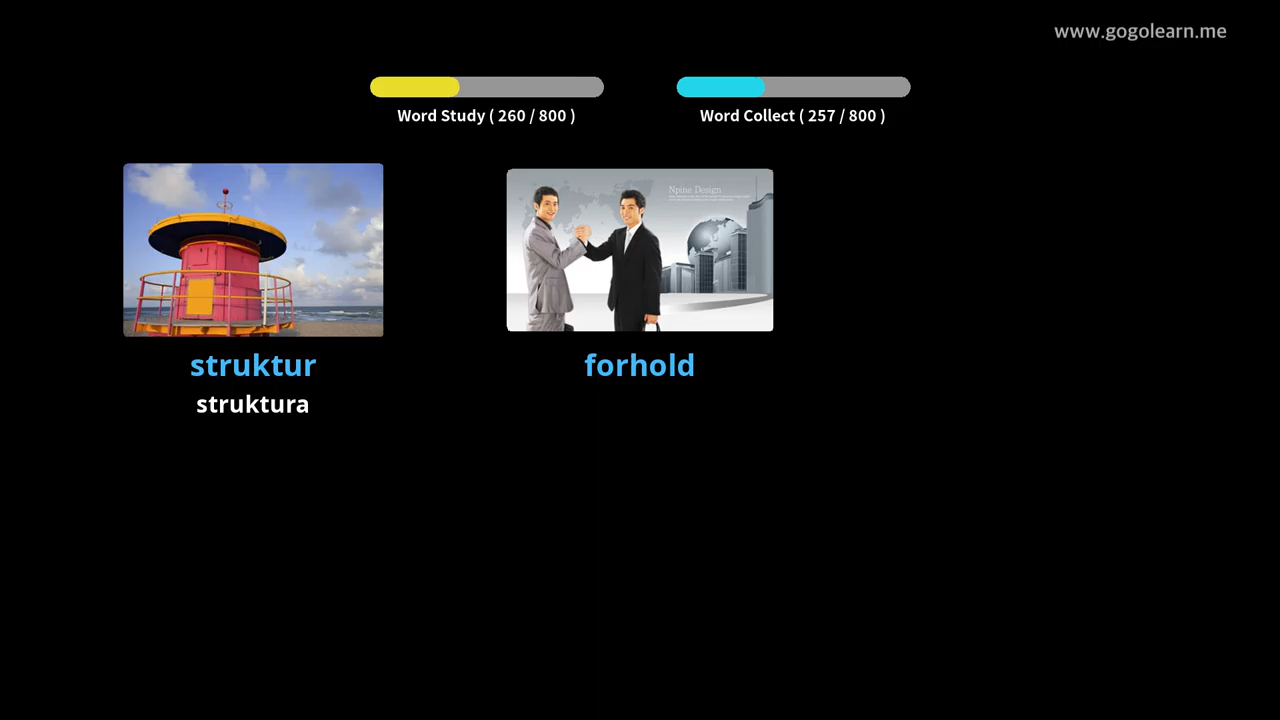 www.gogolearn.me
Word Study ( 260 / 800 )
Word Collect ( 257 / 800 )
Npine Design
struktur
forhold
struktura